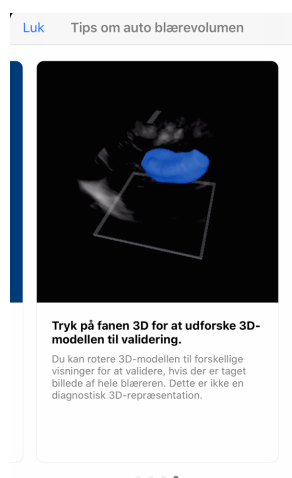 Luk Tips om auto blærevolumen
Tryk på fanen 3D for at udforske 3D-
modellen til validering.
Du kan rotere 3D-modellen til forskellige
visninger for at validere, hvis der er taget
billede af hele blæreren. Dette er ikke en
diagnostisk 3D-repræsentation.